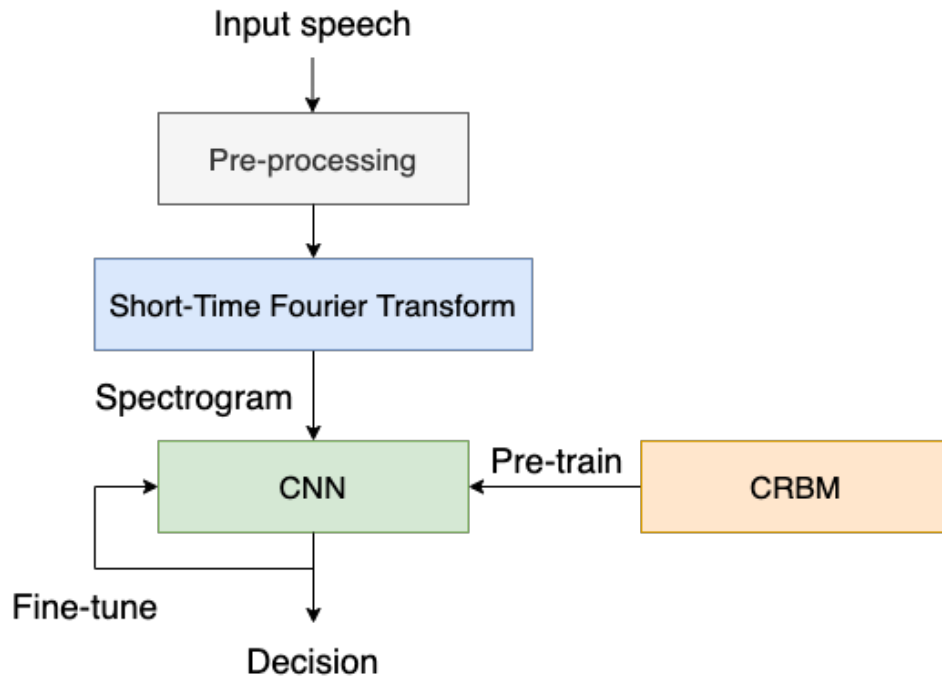 Input speech
Pre-processing
Short-Time Fourier Transform
Spectrogram
Pre-train
CNN
CRBM
Fine-tune
Decision